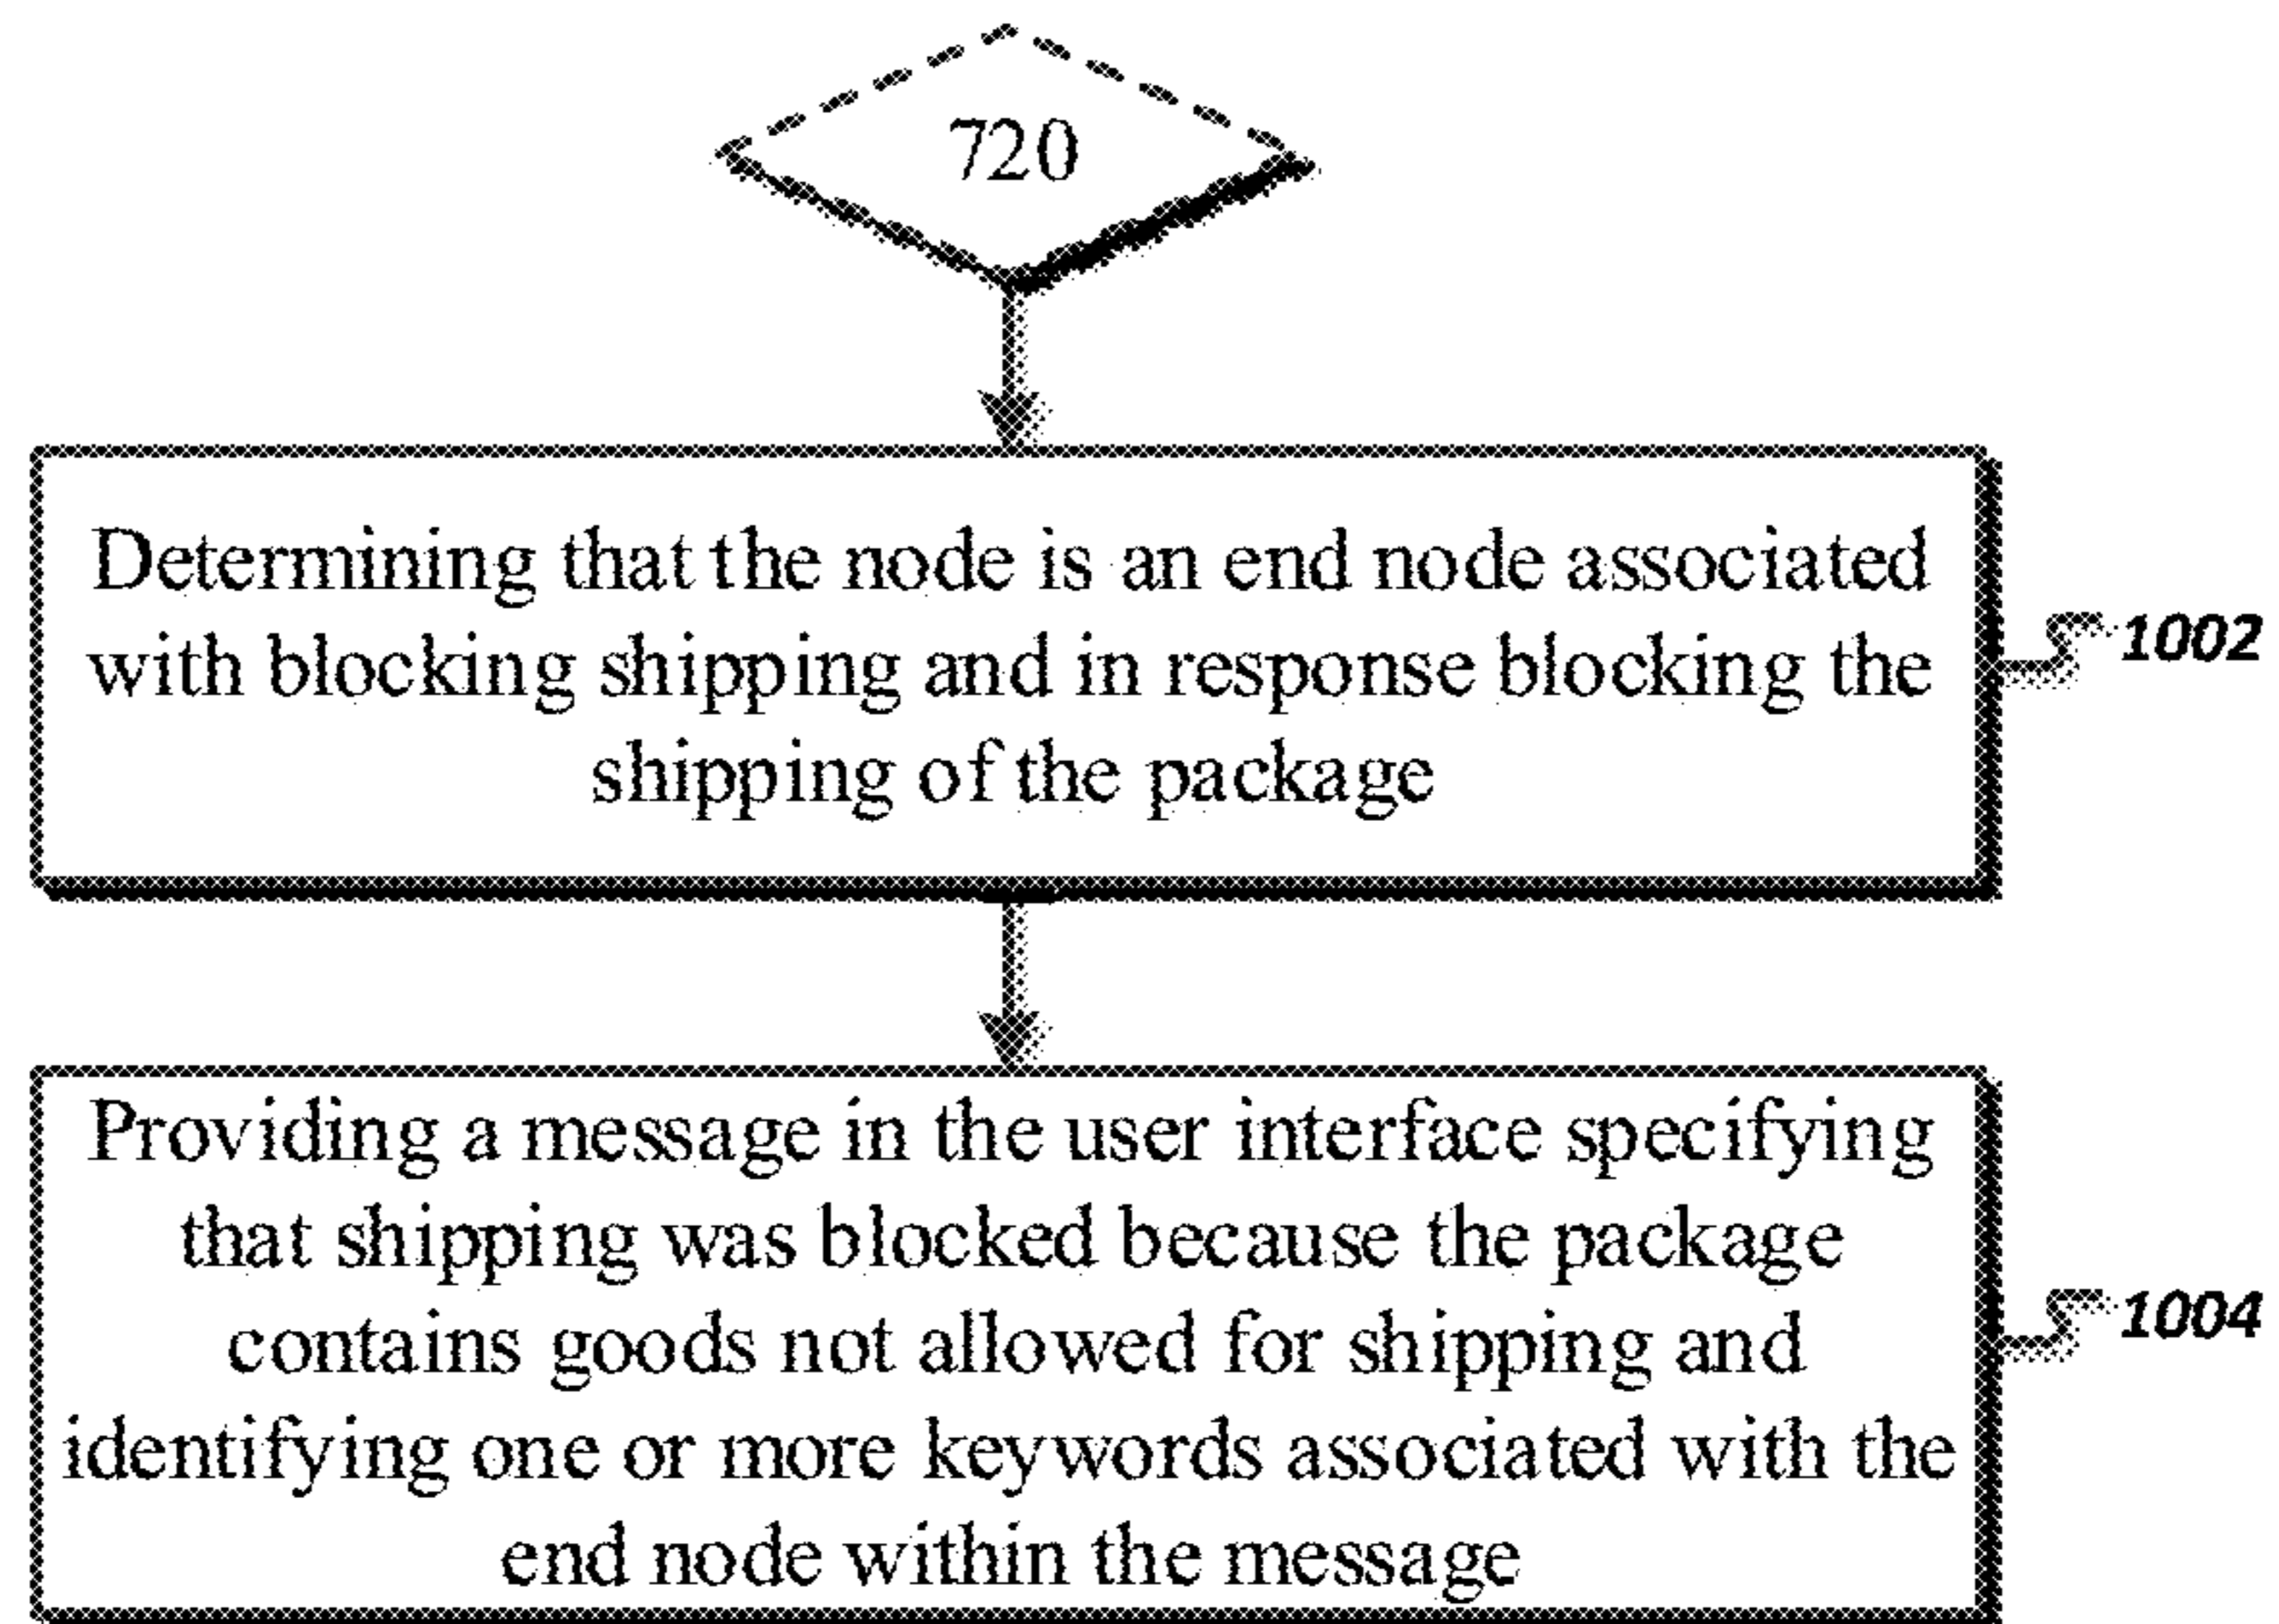 720
Determining that the node is an end node associated
with blocking shipping and in response blocking the
shipping of the package
1002
Providing a message in the user interface specifying
that shipping was blocked because the package
contains goods not allowed for shipping and
identifying one or more keywords associated with the
end node within the message
1004